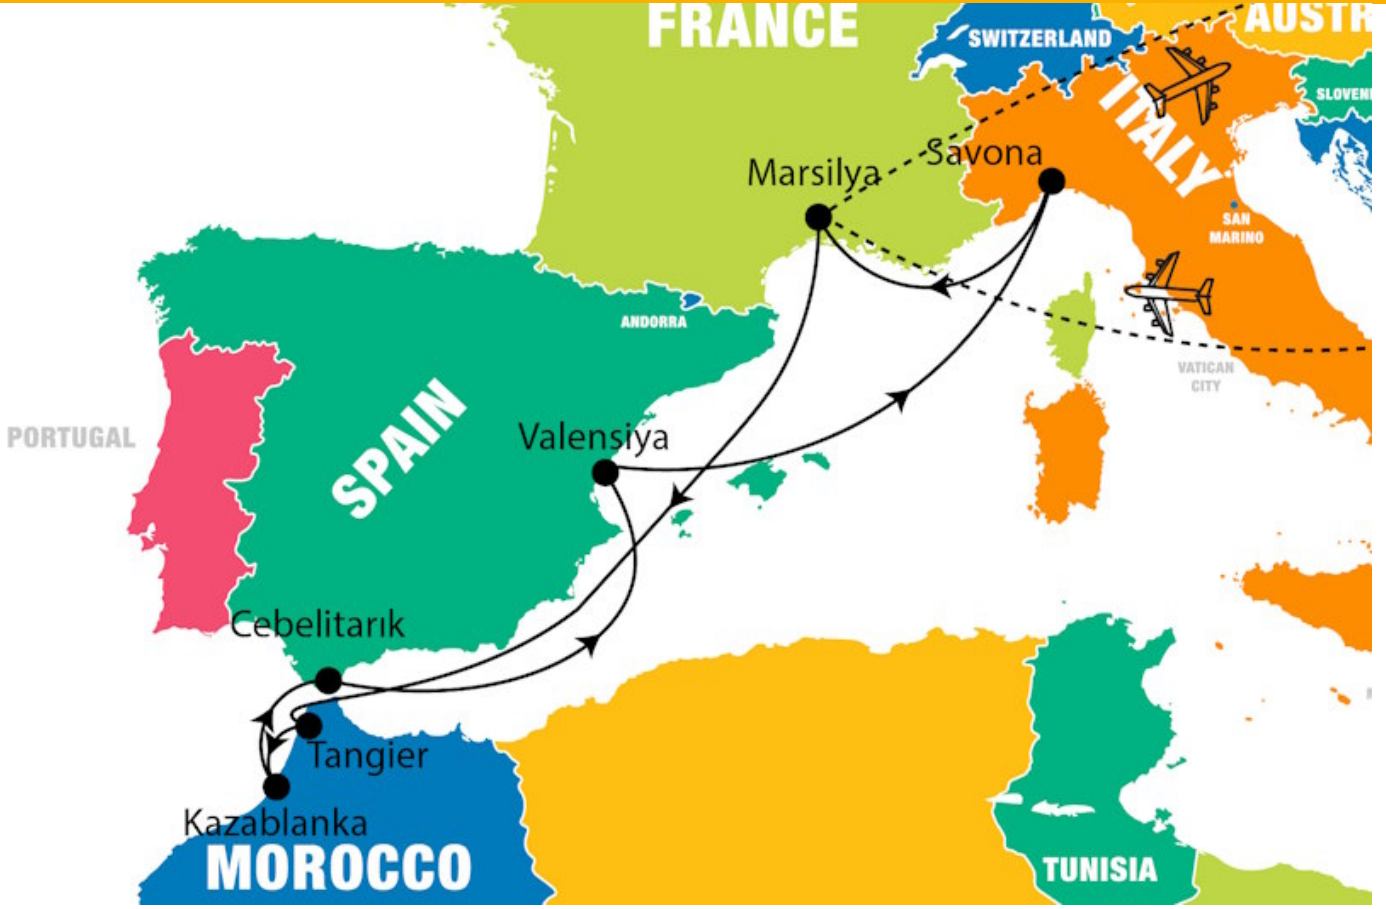 FRANCE
SWITZERLAND
AUSTR
SLOVEN
ITALY
Savona
Marsilya
SAN
MARINO
ANDORRA
VATICAN
CITY
PORTUGAL
SPAIN
Valensiya
Cebelitarık
Tangier
Kazablanka
MOROCCO
TUNISIA